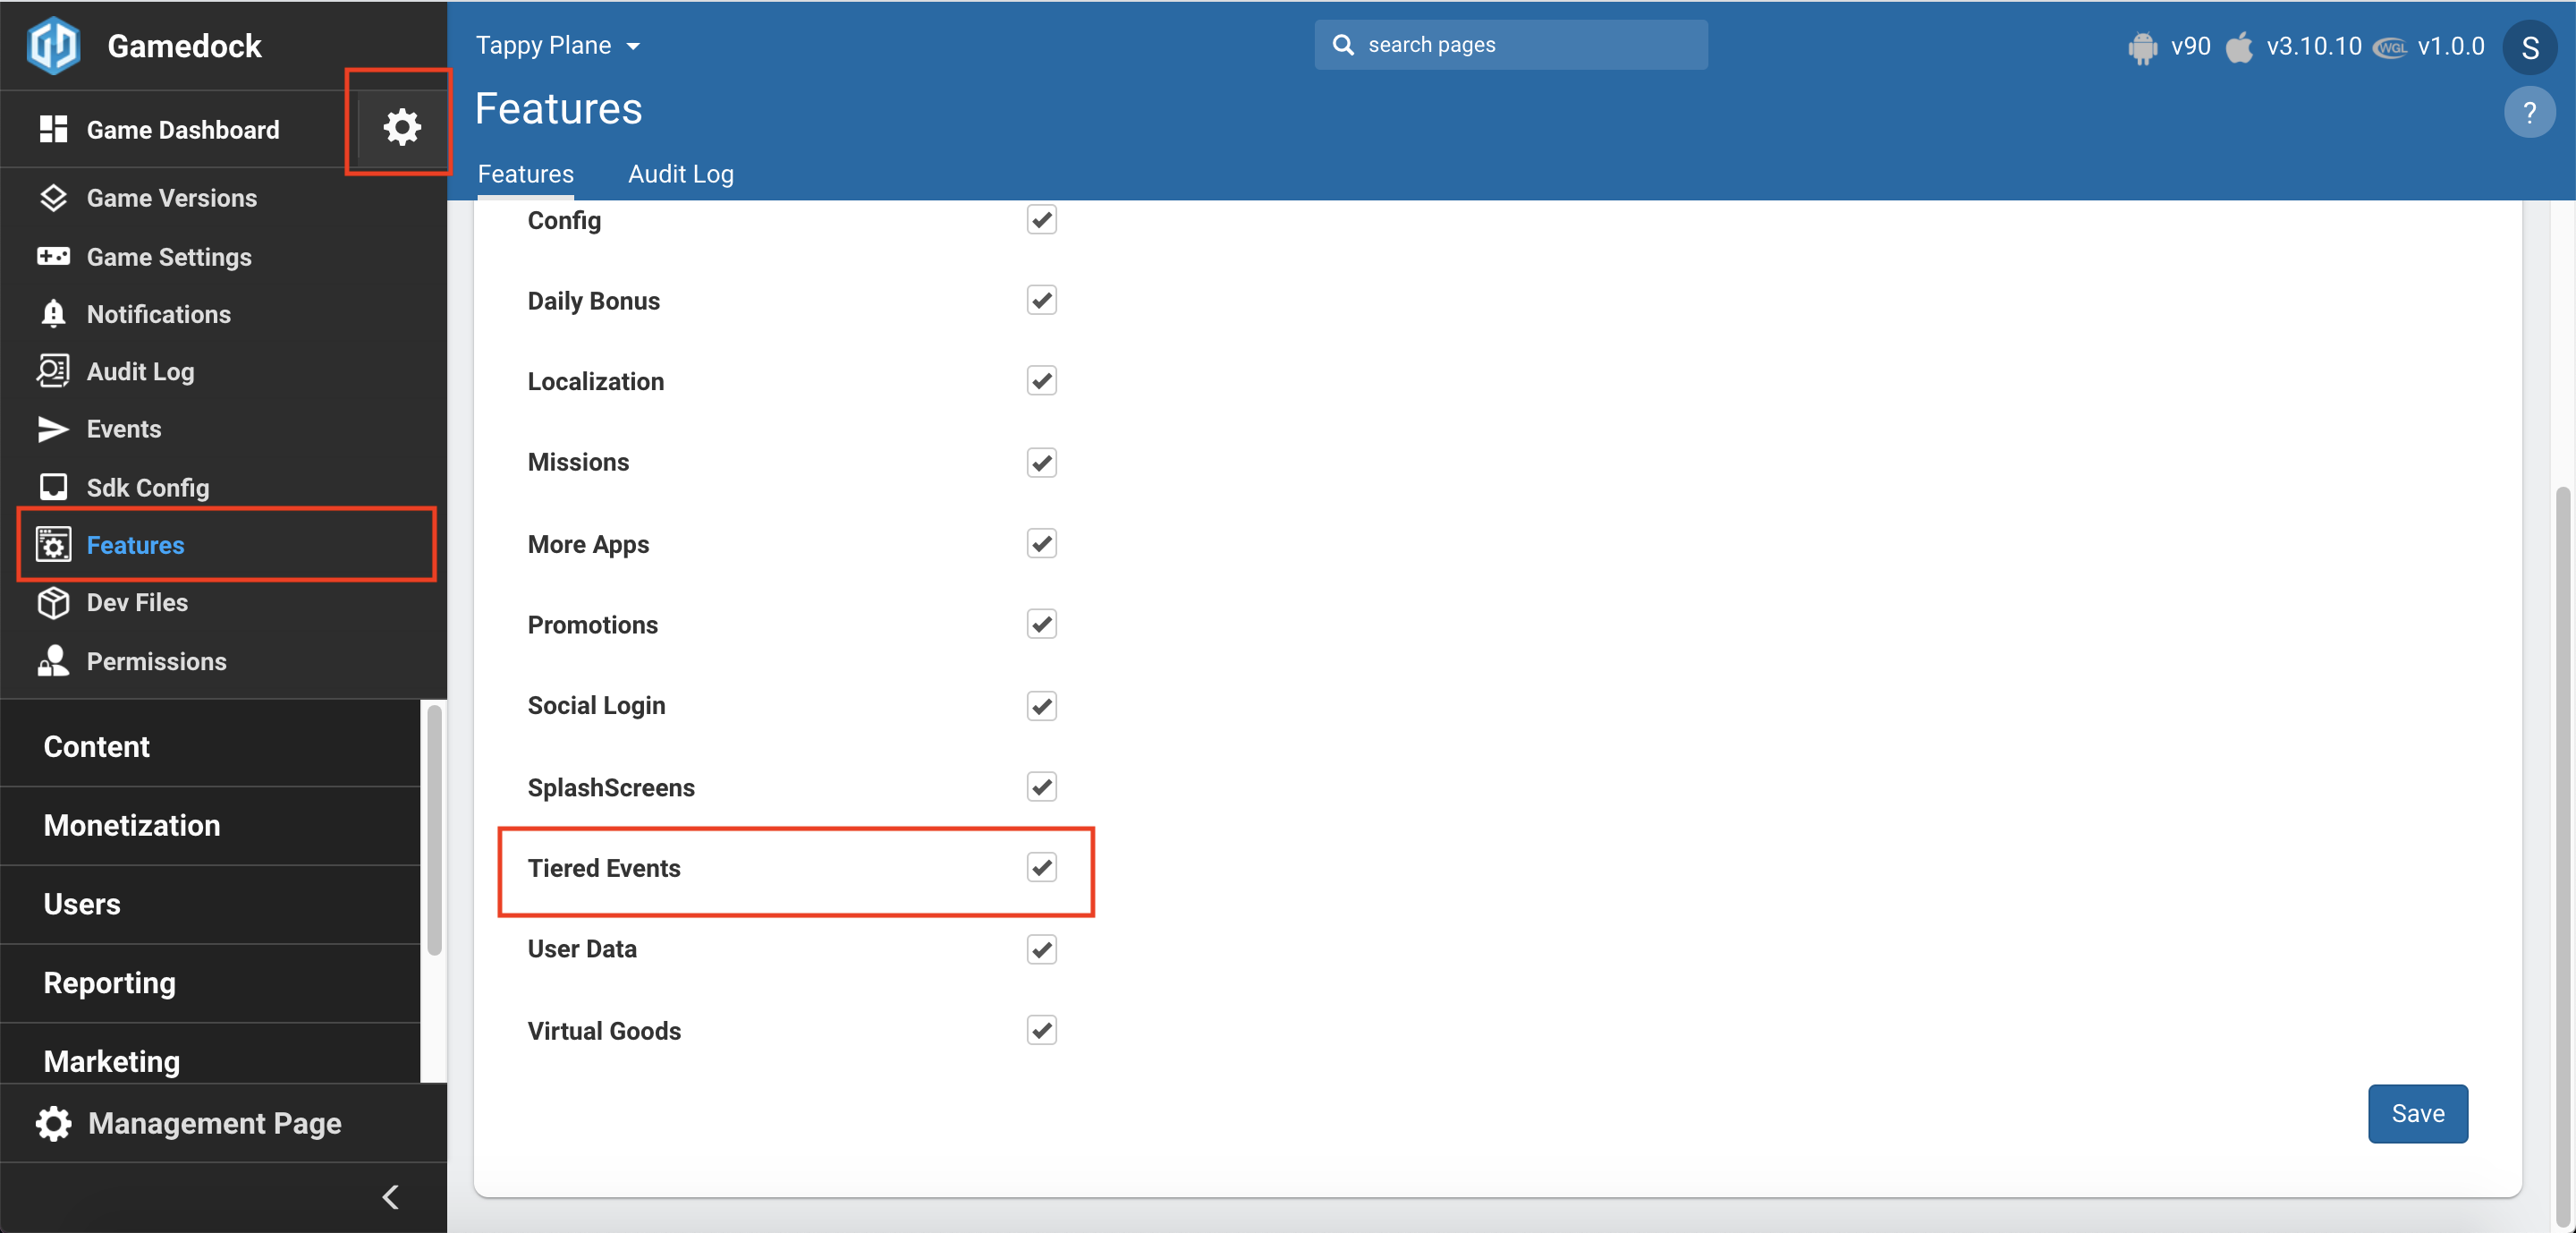 Gamedock
Game Dashboard
Game Versions
Game Settings
Notifications
Audit Log
Events
Sdk Config
Features
Dev Files
Permissions
Content
Monetization
Users
Reporting
Marketing
Management Page
Tappy Plane
search pages
v90
v3.10.10
WGL
v1.0.0
S
?
Features
Features
Audit Log
Config
Daily Bonus
Localization
Missions
More Apps
Promotions
Social Login
SplashScreens
Tiered Events
User Data
Virtual Goods
Save